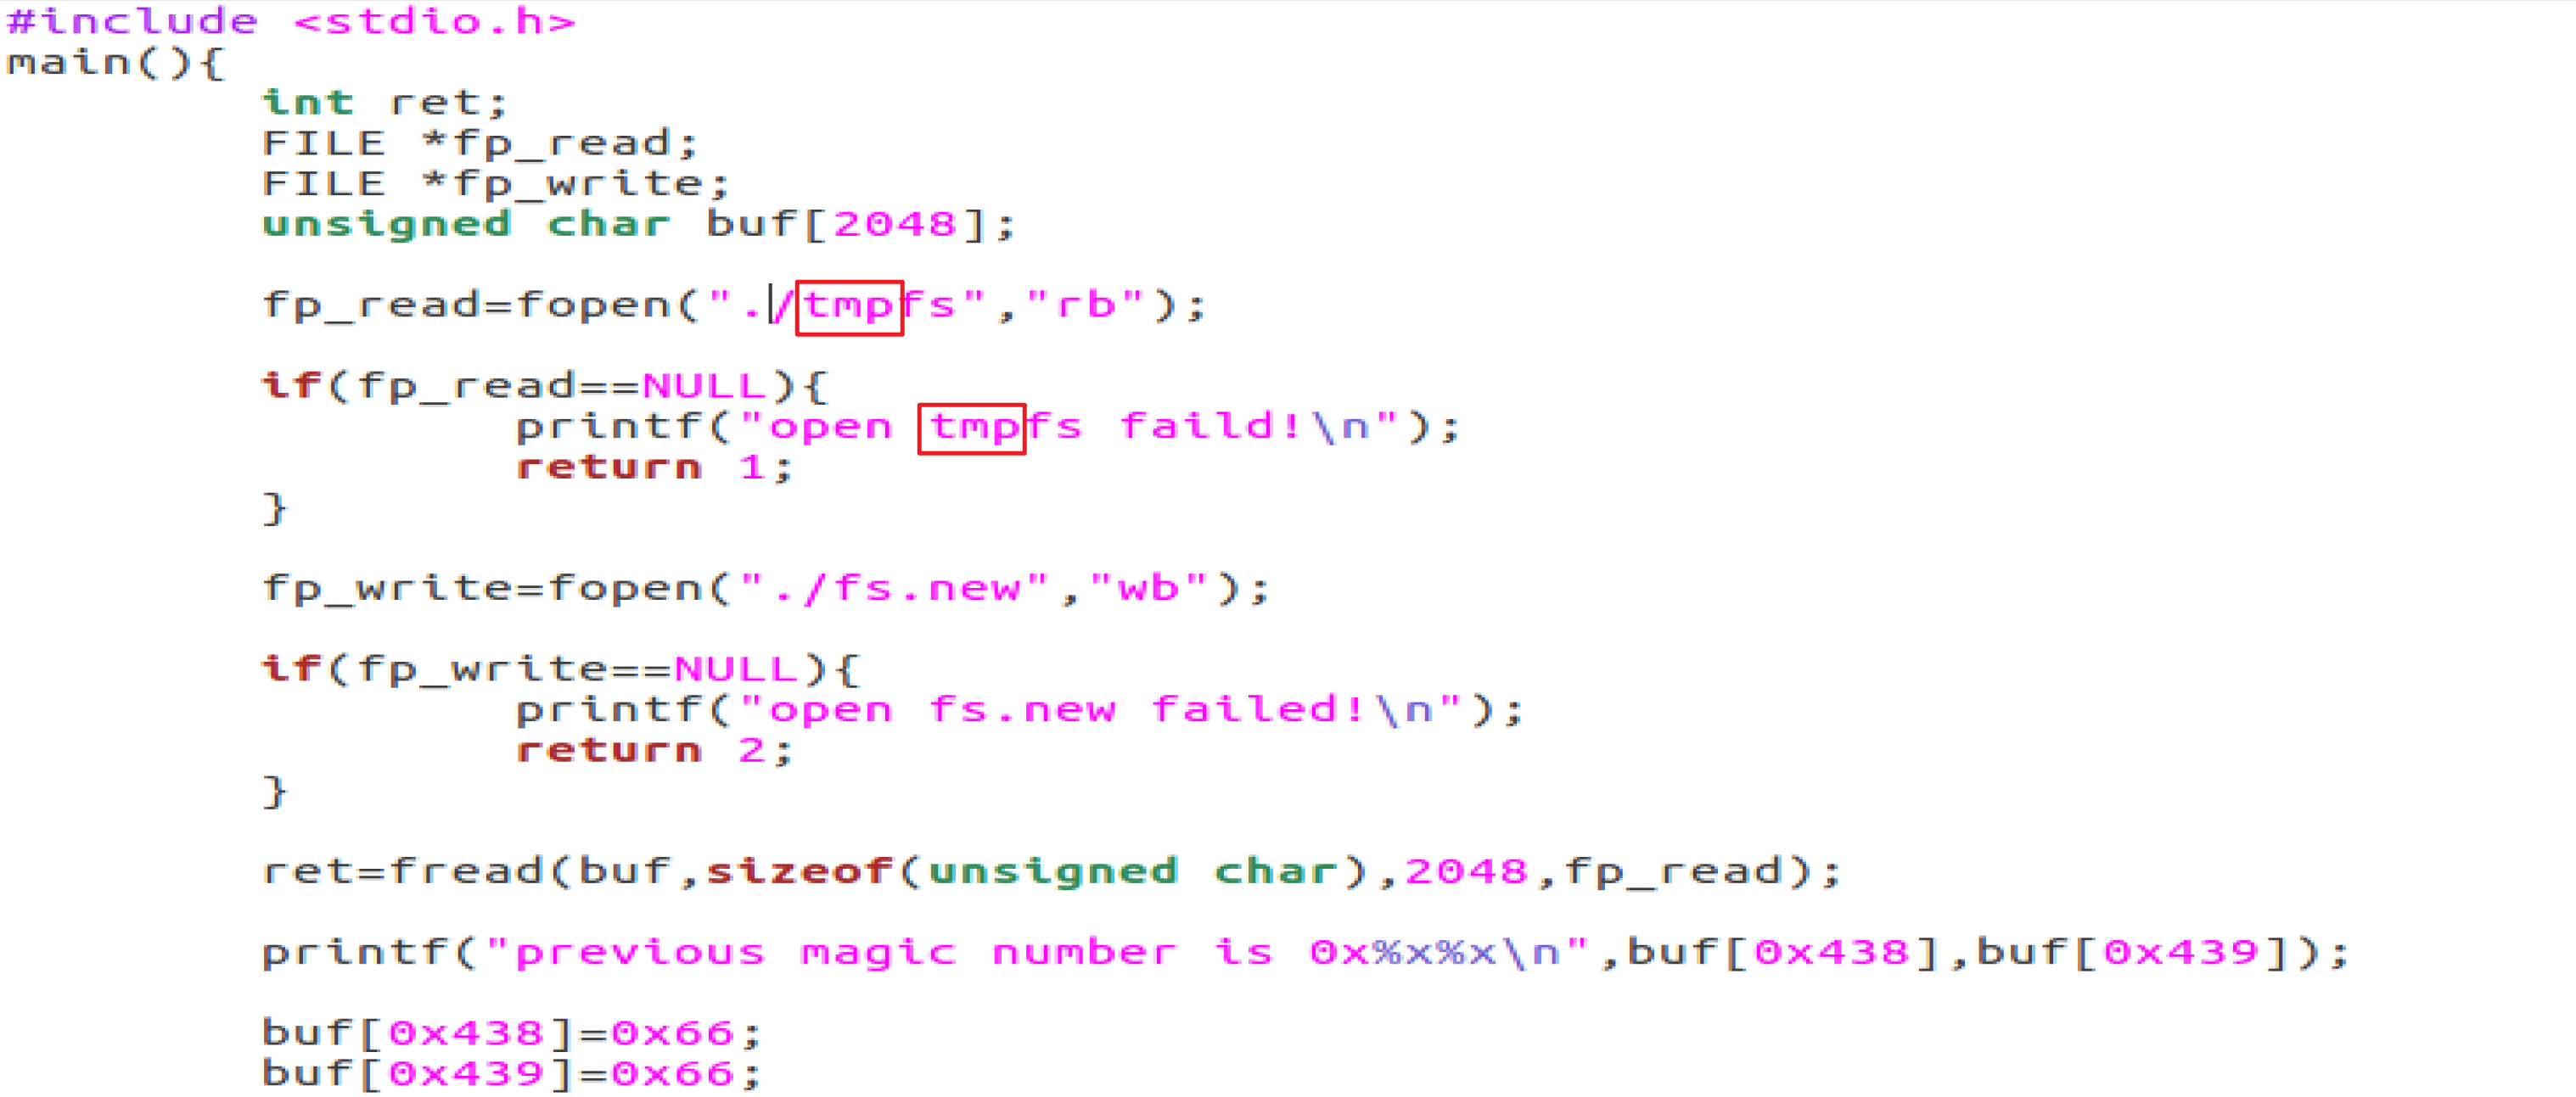 #include <stdio.h>
main(){
int ret;
FILE *fp_read;
FILE *fp_write;
unsigned char buf[2048];
fp_read=fopen("./tmpfs","rb");
if(fp_read==NULL){
printf("open tmpfs faild!\n");
return 1;
}
fp_write=fopen("./fs.new","wb");
if(fp_write==NULL){
printf("open fs.new failed!\n");
return 2;
}
ret=fread(buf,sizeof(unsigned char),2048,fp_read);
printf("previous magic number is 0x%x%x\n",buf[0x438],buf[0x439]);
buf[0x438]=0x66;
buf[0x439]=0x66;